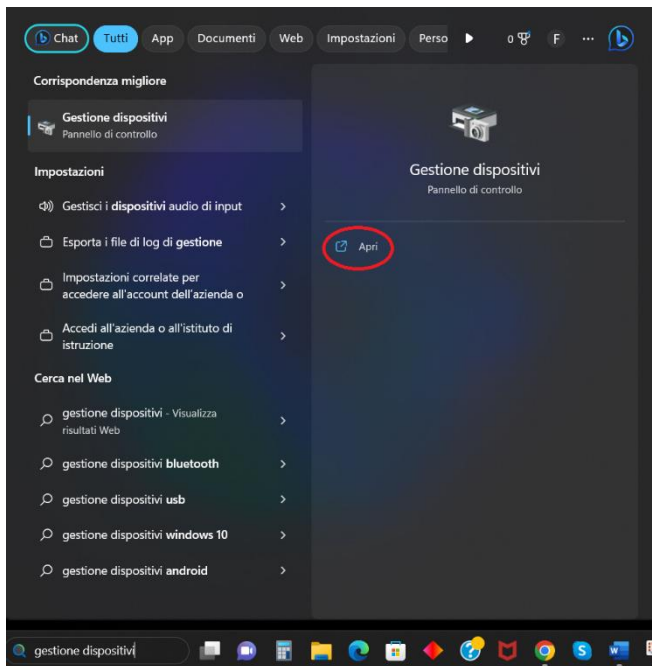 Chat Tutti App Documenti Web Impostazioni Perso 0 F ...
Corrispondenza migliore
Gestione dispositivi
Pannello di controllo
Impostazioni
Gestisci i dispositivi audio di input
Esporta i file di log di gestione
Impostazioni correlate per
accedere all'account dell'azienda o
Accedi all'azienda o all'istituto di
istruzione
Cerca nel Web
gestione dispositivi - Visualizza
risultati Web
gestione dispositivi bluetooth
gestione dispositivi usb
gestione dispositivi windows 10
gestione dispositivi android
Gestione dispositivi
Pannello di controllo
Apri
gestione dispositivi